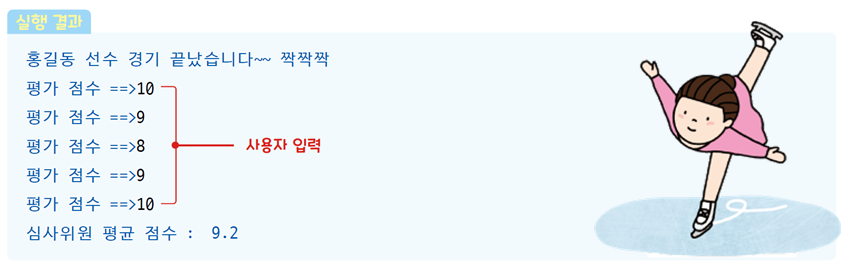 실행 결과
홍길동 선수 경기 끝났습니다~~ 짝짝짝
평가 점수 ==>10
평가 점수 ==>9
평가 점수 ==>8
사용자 입력
평가 점수 ==>9
평가 점수 ==>10
심사위원 평균 점수 :  9.2